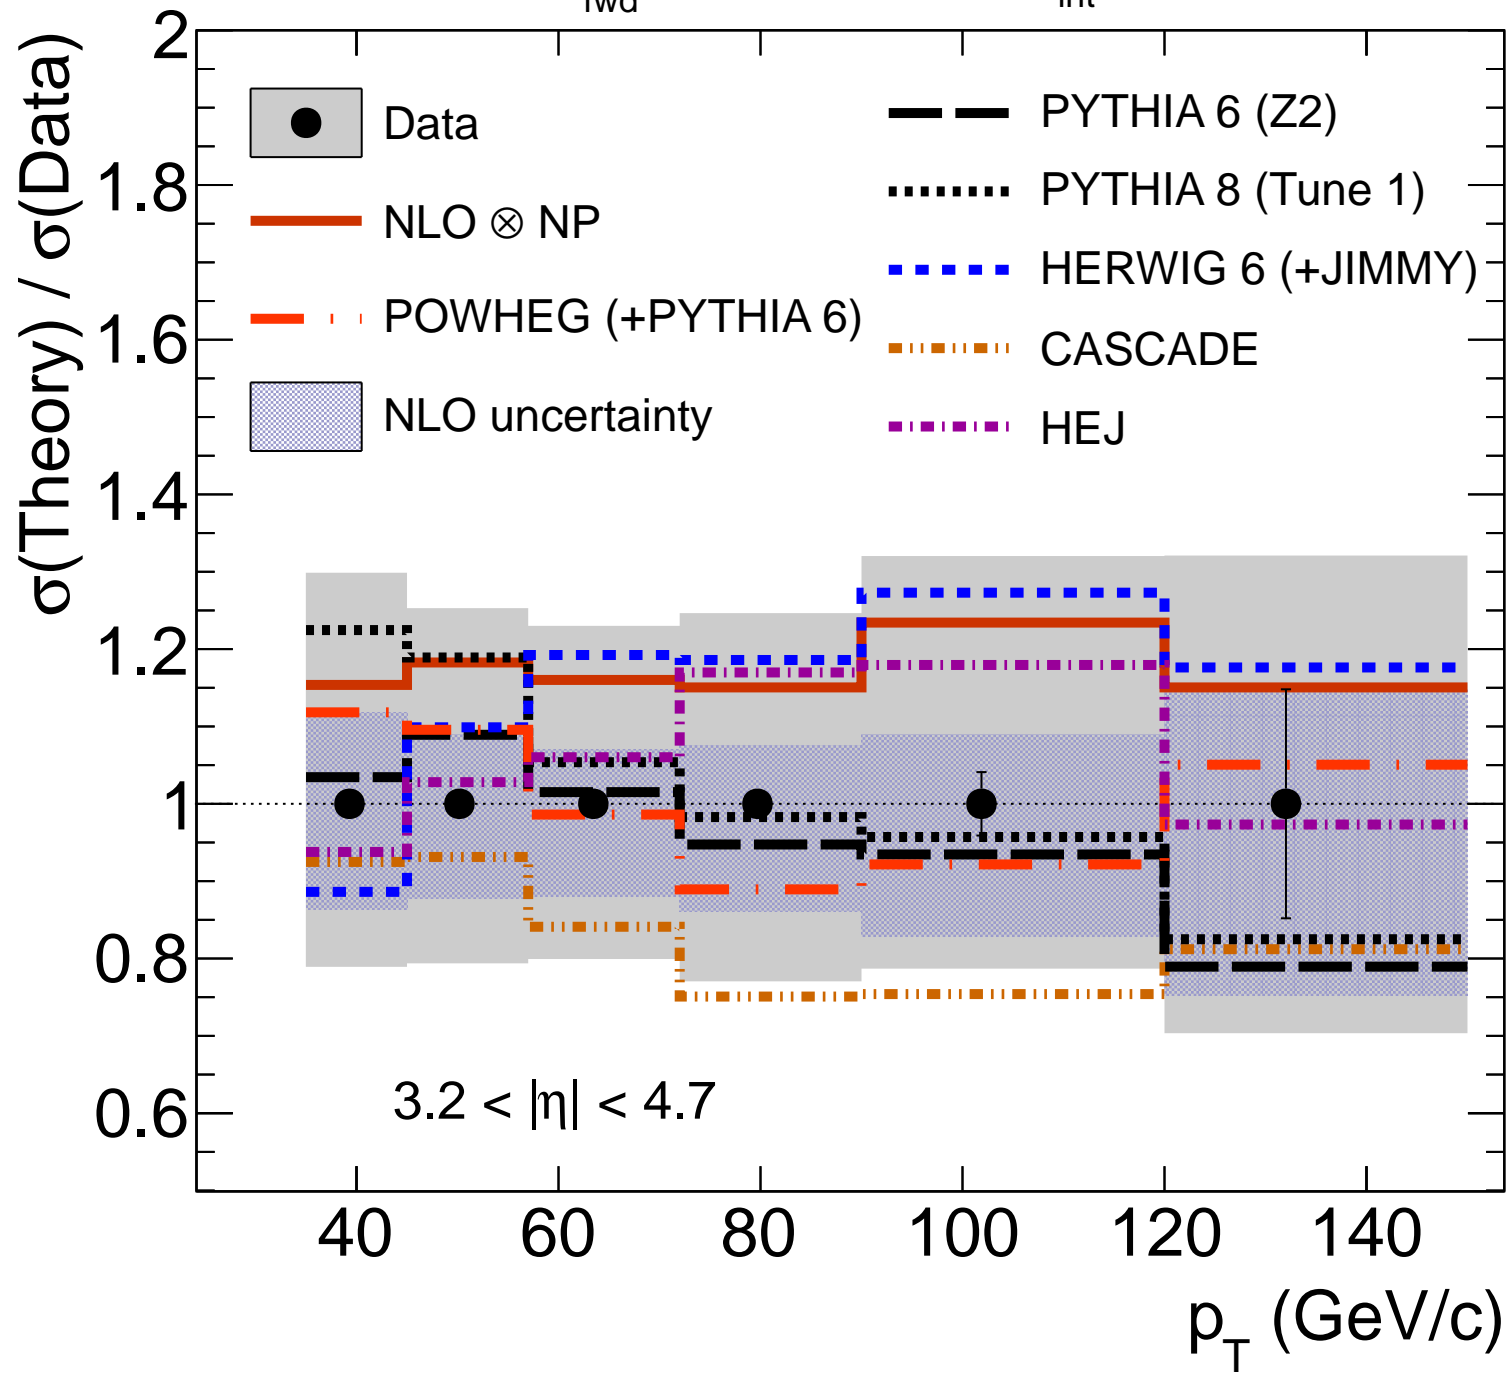 fwd int
σ(Theory) / σ(Data)
2
1.8
1.6
1.4
1.2
1
0.8
0.6
Data
NLO ⊗ NP
POWHEG (+PYTHIA 6)
NLO uncertainty
PYTHIA 6 (Z2)
PYTHIA 8 (Tune 1)
HERWIG 6 (+JIMMY)
CASCADE
HEJ
3.2 < |η| < 4.7
40 60 80 100 120 140
p_T (GeV/c)